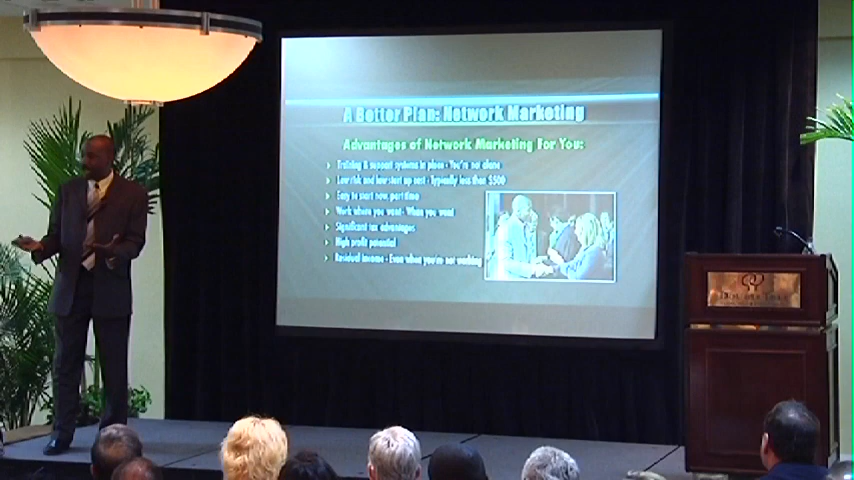 A Better Plan: Network Marketing
Advantages of Network Marketing For You:
Training & support systems in place - You're not alone
Low risk and low start up cost - Typically less than $500
Easy to start now, part time
Work where you want - When you want
Significant tax advantages
High profit potential
Residual income - Even when you're not working